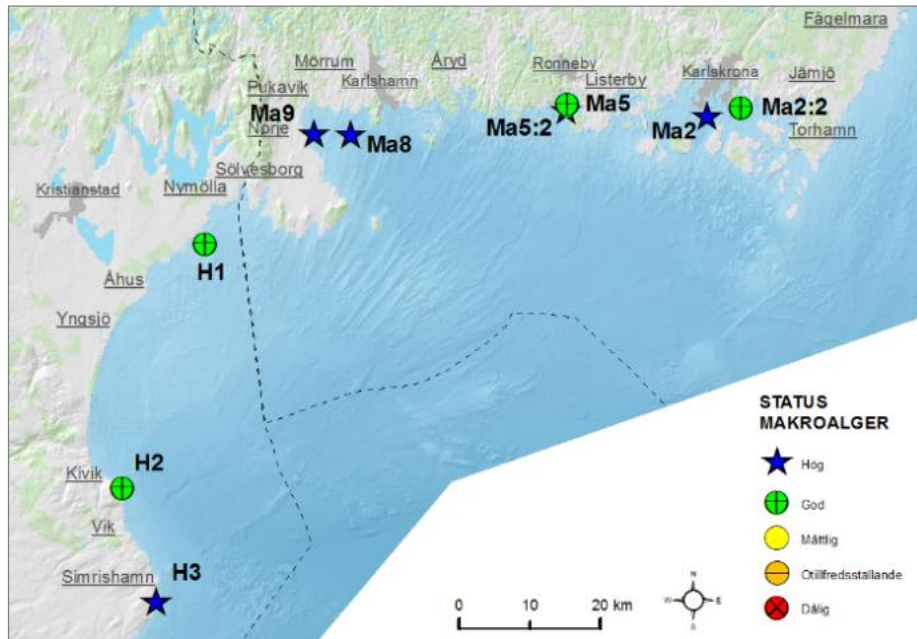 Fågelmara
Mörrum
Åryd
Ronneby
Karlskrona
Jämjö
Pukavik
Karlshamn
Listerby
Ma9
Ma5
Ma2:2
Norje
Ma8
Ma5:2
Ma2
Torhamn
Sölvesborg
Kristianstad
Nymölla
H1
Åhus
Yngsjö
STATUS
MAKROALGER
Hög
H2
Kivik
God
Vik
Måttlig
H3
Simrishamn
Otillfredsställande
N
W
E
S
0
10
20 km
Dålig